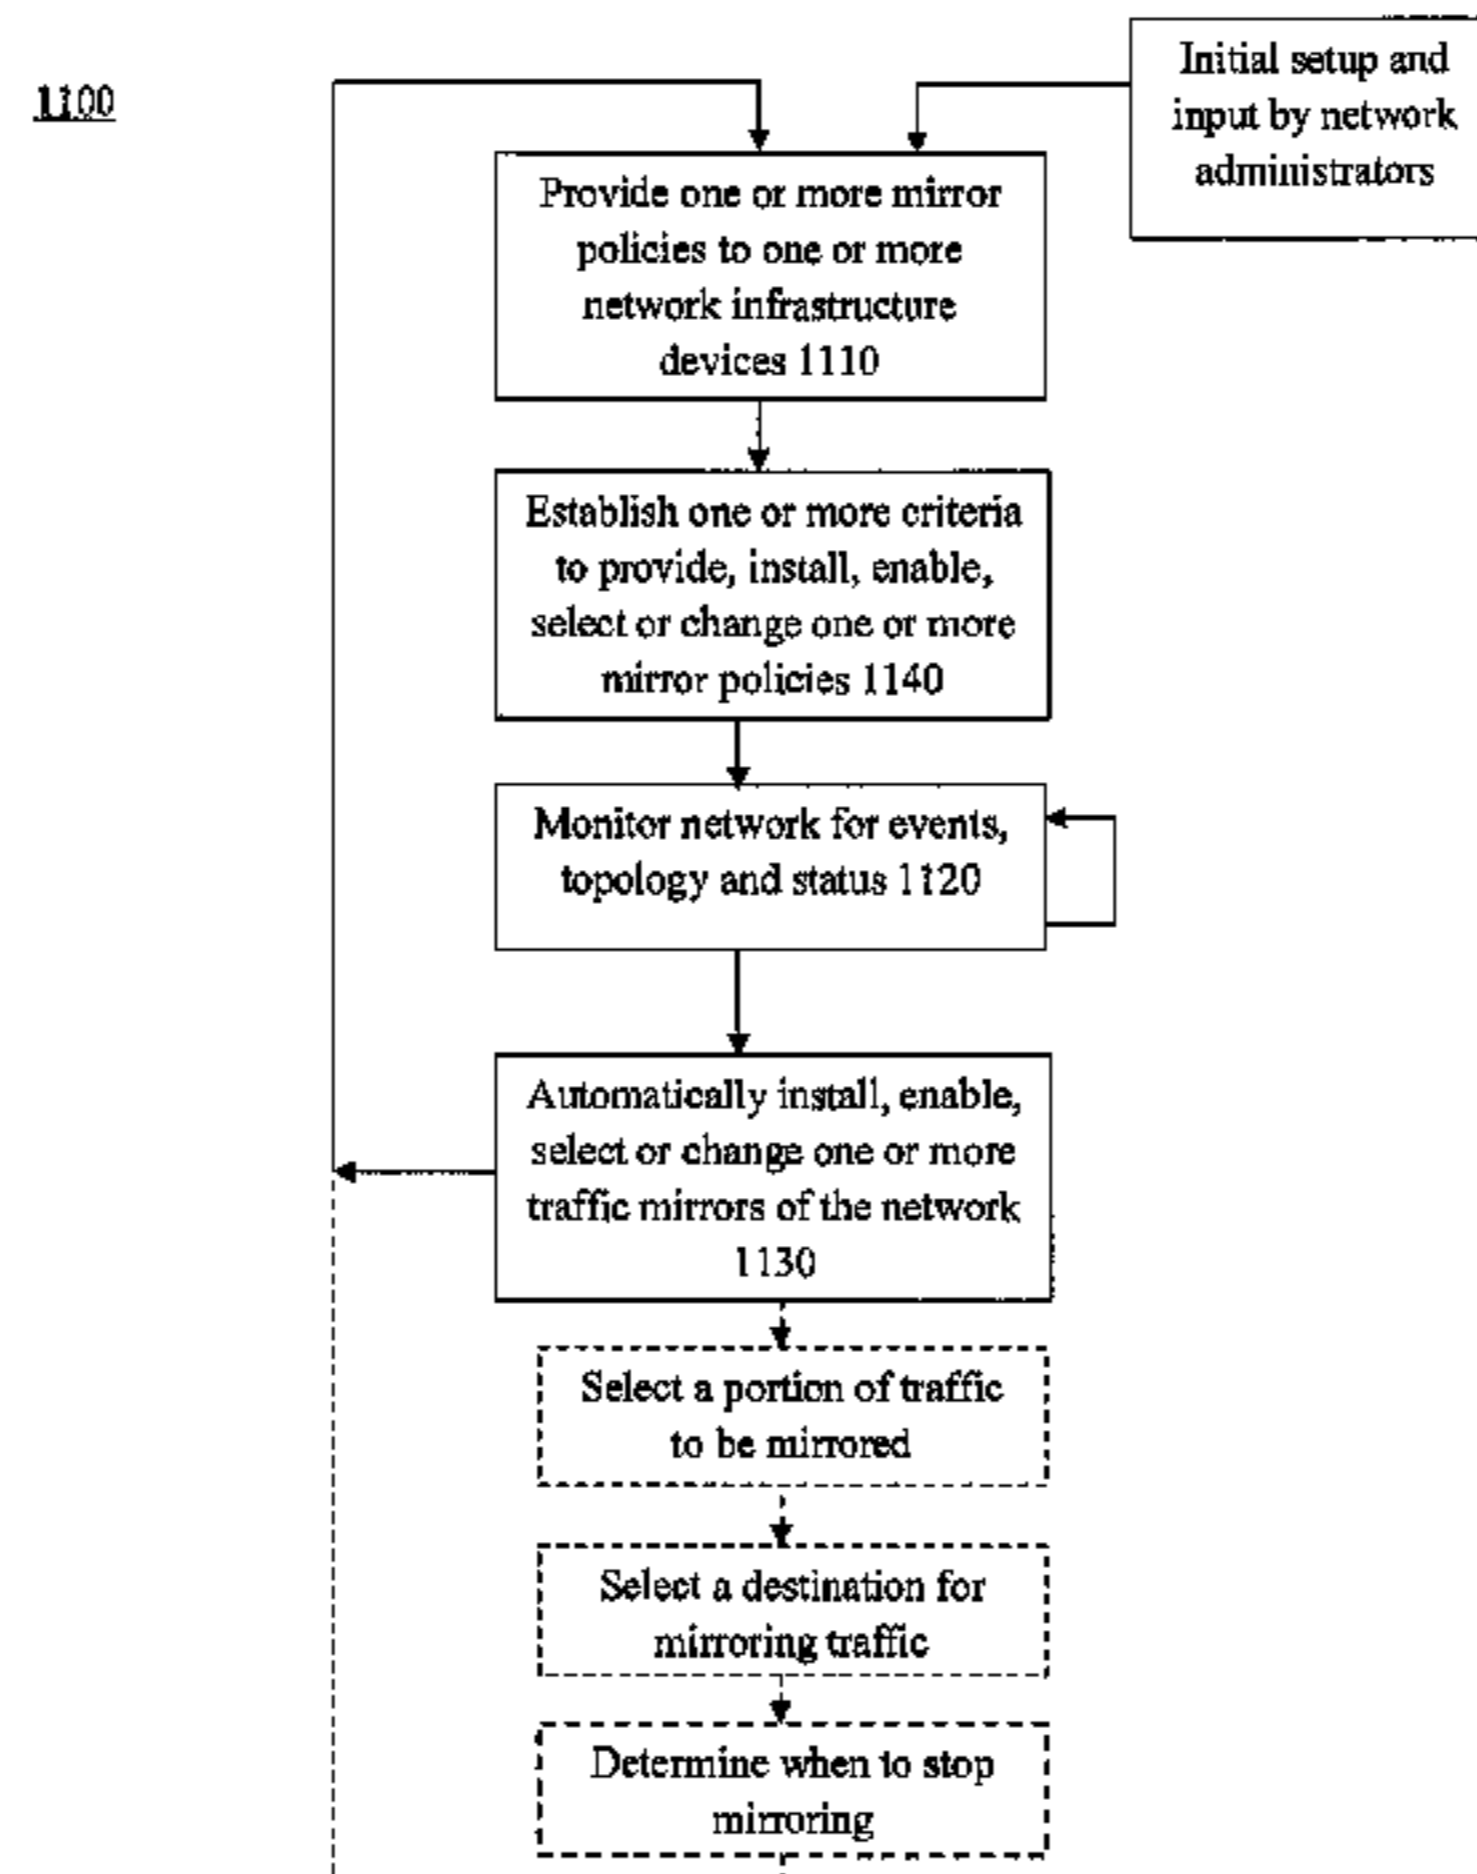 1100
Initial setup and
input by network
administrators
Provide one or more mirror
policies to one or more
network infrastructure
devices 1110
Establish one or more criteria
to provide, install, enable,
select or change one or more
mirror policies 1140
Monitor network for events,
topology and status 1120
Automatically install, enable,
select or change one or more
traffic mirrors of the network
1130
Select a portion of traffic
to be mirrored
Select a destination for
mirroring traffic
Determine when to stop
mirroring